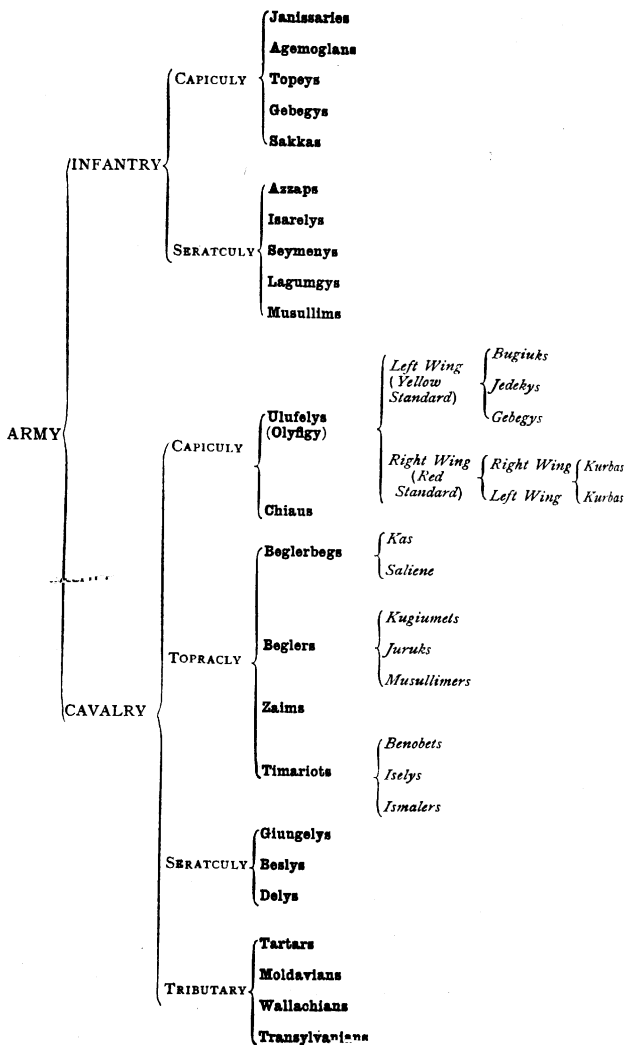 ARMY
INFANTRY
CAPICULY
Janissaries
Agemoglans
Topeys
Gebegys
Sakkas
SERATCULY
Azzaps
Isarelys
Seymenys
Lagumgys
Musullims
CAVALRY
CAPICULY
Ulufelys
(Olyfigy)
Left Wing
(Yellow
Standard)
Bugiuks
Jedekys
Gebegys
Right Wing
(Red
Standard)
Right Wing
Kurbas
Left Wing
Kurbas
Chiaus
TOPRACLY
Beglerbegs
Kas
Saliene
Beglers
Kugiumets
Juruks
Musullimers
Zaims
Timariots
Benobets
Iselys
Ismalers
SERATCULY
Giungelys
Beslys
Delys
TRIBUTARY
Tartars
Moldavians
Wallachians
Transylvanians